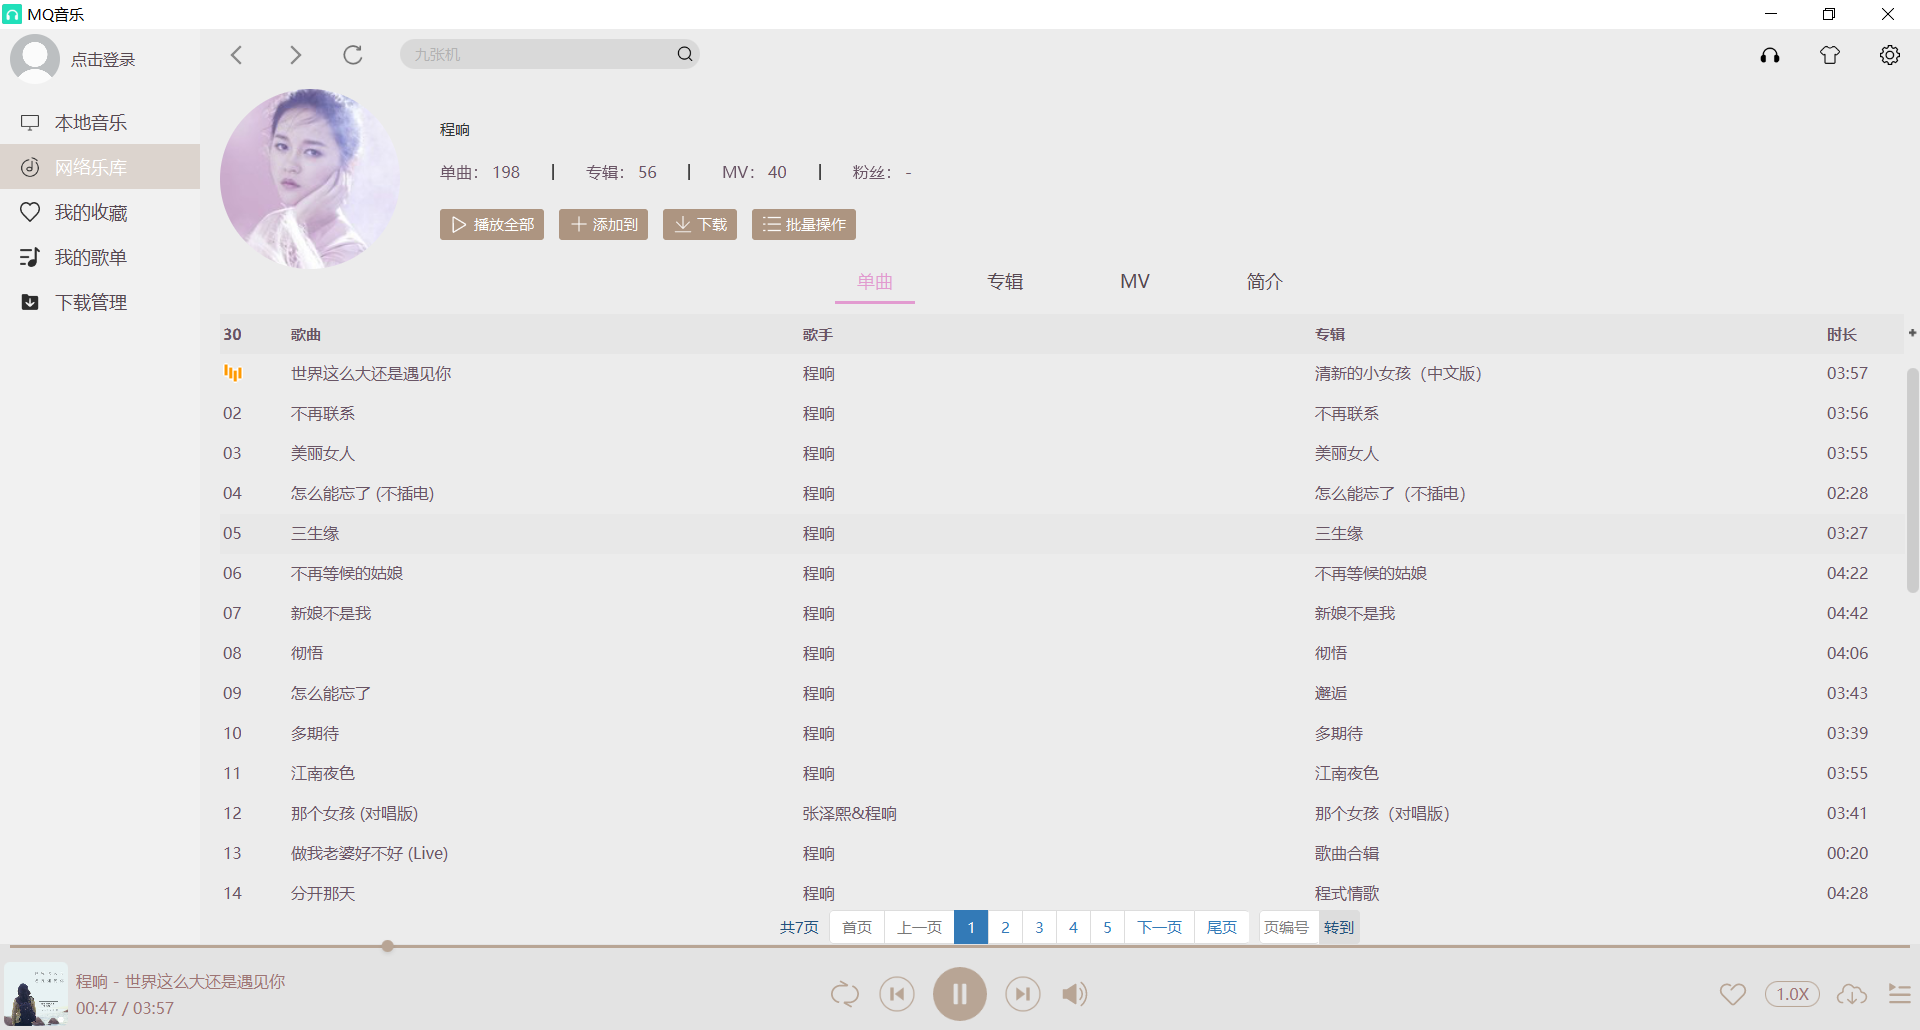 MQ音乐
点击登录
九张机
本地音乐
网络乐库
我的收藏
我的歌单
下载管理
程响
单曲： 198 | 专辑： 56 | MV： 40 | 粉丝： -
播放全部 添加到 下载 批量操作
单曲 专辑 MV 简介
30 歌曲 歌手 专辑 时长
世界这么大还是遇见你 程响 清新的小女孩（中文版） 03:57
02 不再联系 程响 不再联系 03:56
03 美丽女人 程响 美丽女人 03:55
04 怎么能忘了 (不插电) 程响 怎么能忘了（不插电） 02:28
05 三生缘 程响 三生缘 03:27
06 不再等候的姑娘 程响 不再等候的姑娘 04:22
07 新娘不是我 程响 新娘不是我 04:42
08 彻悟 程响 彻悟 04:06
09 怎么能忘了 程响 邂逅 03:43
10 多期待 程响 多期待 03:39
11 江南夜色 程响 江南夜色 03:55
12 那个女孩 (对唱版) 张泽熙&程响 那个女孩（对唱版） 03:41
13 做我老婆好不好 (Live) 程响 歌曲合辑 00:20
14 分开那天 程响 程式情歌 04:28
共7页 首页 上一页 1 2 3 4 5 下一页 尾页 页编号 转到
程响 - 世界这么大还是遇见你
00:47 / 03:57
1.0X